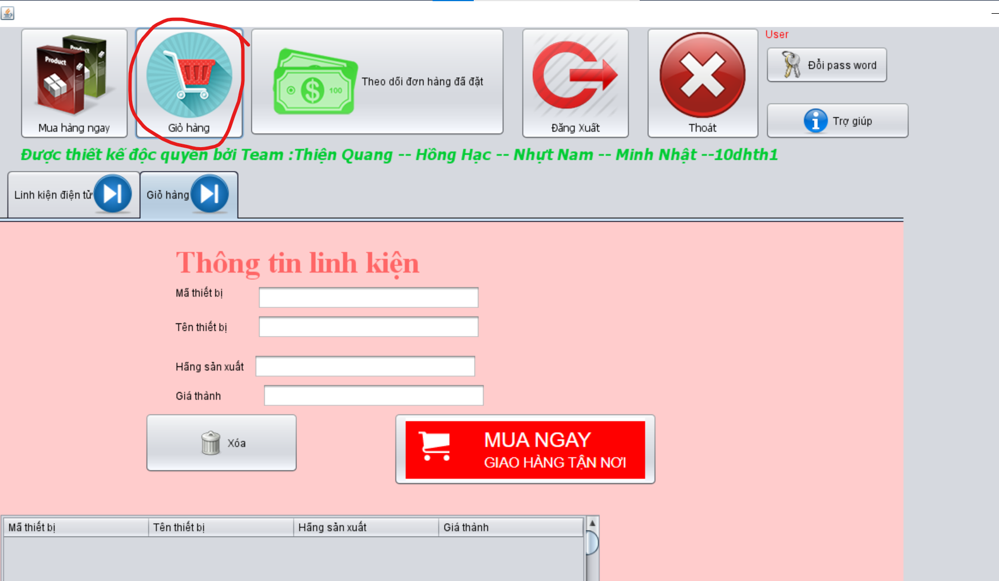 Product
Product
Mua hàng ngay
Giỏ hàng
100
Theo dõi đơn hàng đã đặt
Đăng Xuất
Thoát
User
Đổi pass word
Trợ giúp
Được thiết kế độc quyền bởi Team :Thiện Quang -- Hồng Hạc -- Nhựt Nam -- Minh Nhật --10dhth1
Linh kiện điện tử
Giỏ hàng
Thông tin linh kiện
Mã thiết bị
Tên thiết bị
Hãng sản xuất
Giá thành
Xóa
MUA NGAY
GIAO HÀNG TẬN NƠI
Mã thiết bị Tên thiết bị Hãng sản xuất Giá thành